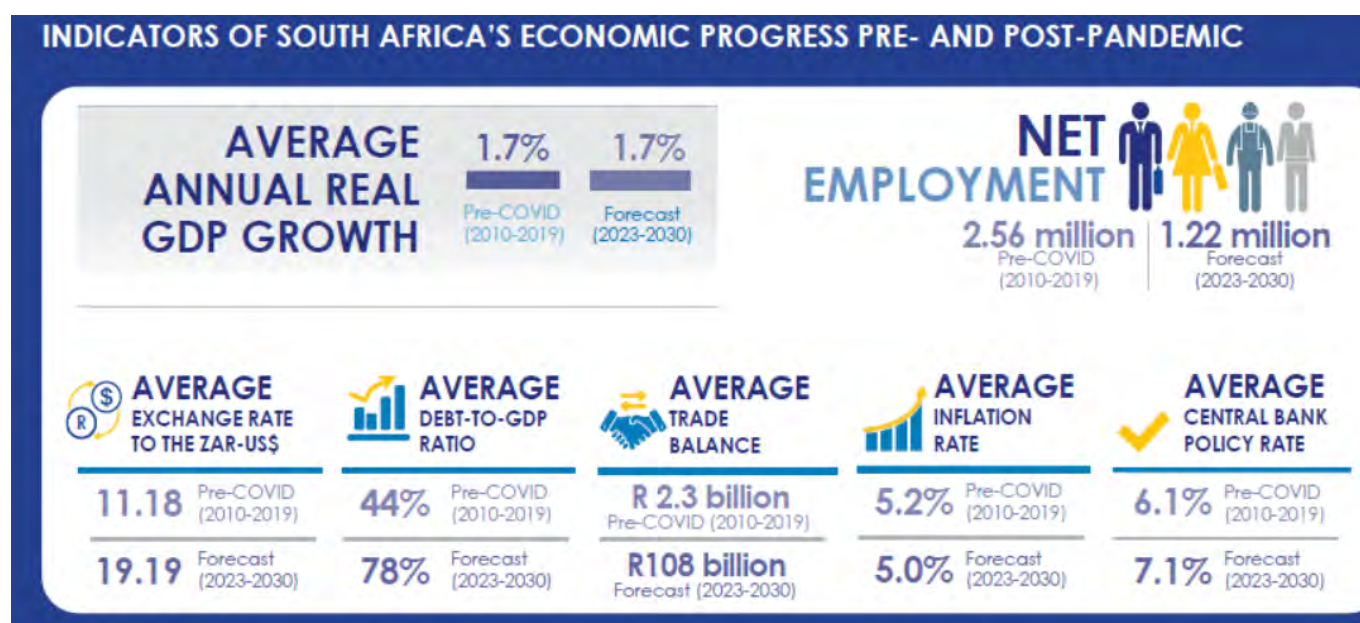 INDICATORS OF SOUTH AFRICA'S ECONOMIC PROGRESS PRE- AND POST-PANDEMIC
AVERAGE
ANNUAL REAL
GDP GROWTH
1.7%
Pre-COVID
(2010-2019)
1.7%
Forecast
(2023-2030)
NET
EMPLOYMENT
2.56 million
Pre-COVID
(2010-2019)
1.22 million
Forecast
(2023-2030)
$
R
AVERAGE
EXCHANGE RATE
TO THE ZAR-US$
11.18 Pre-COVID
(2010-2019)
19.19 Forecast
(2023-2030)
AVERAGE
DEBT-TO-GDP
RATIO
44% Pre-COVID
(2010-2019)
78% Forecast
(2023-2030)
AVERAGE
TRADE
BALANCE
R 2.3 billion
Pre-COVID (2010-2019)
R108 billion
Forecast (2023-2030)
AVERAGE
INFLATION
RATE
5.2% Pre-COVID
(2010-2019)
5.0% Forecast
(2023-2030)
AVERAGE
CENTRAL BANK
POLICY RATE
6.1% Pre-COVID
(2010-2019)
7.1% Forecast
(2023-2030)